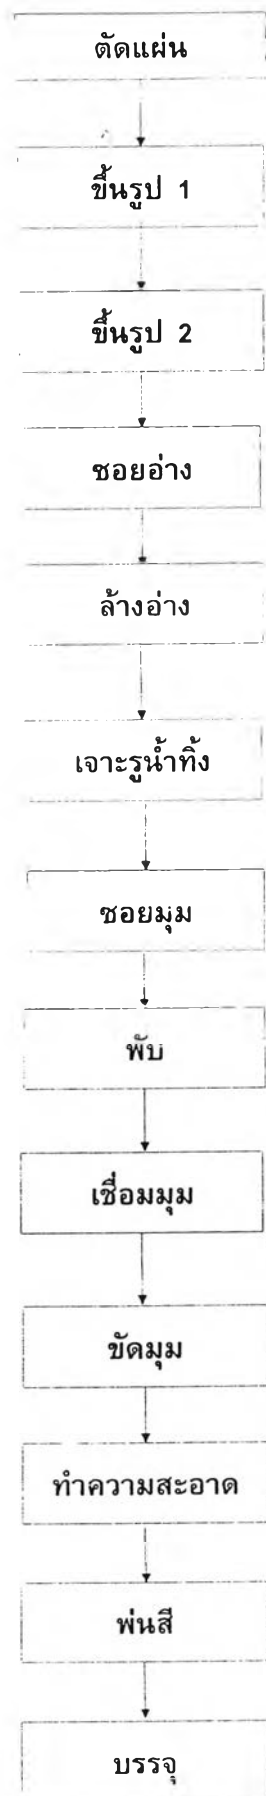 ตัดแผ่น
ขึ้นรูป 1
ขึ้นรูป 2
ซอยอ่าง
ล้างอ่าง
เจาะรูน้ำทิ้ง
ซอยมุม
พับ
เชื่อมมุม
ขัดมุม
ทำความสะอาด
พ่นสี
บรรจุ